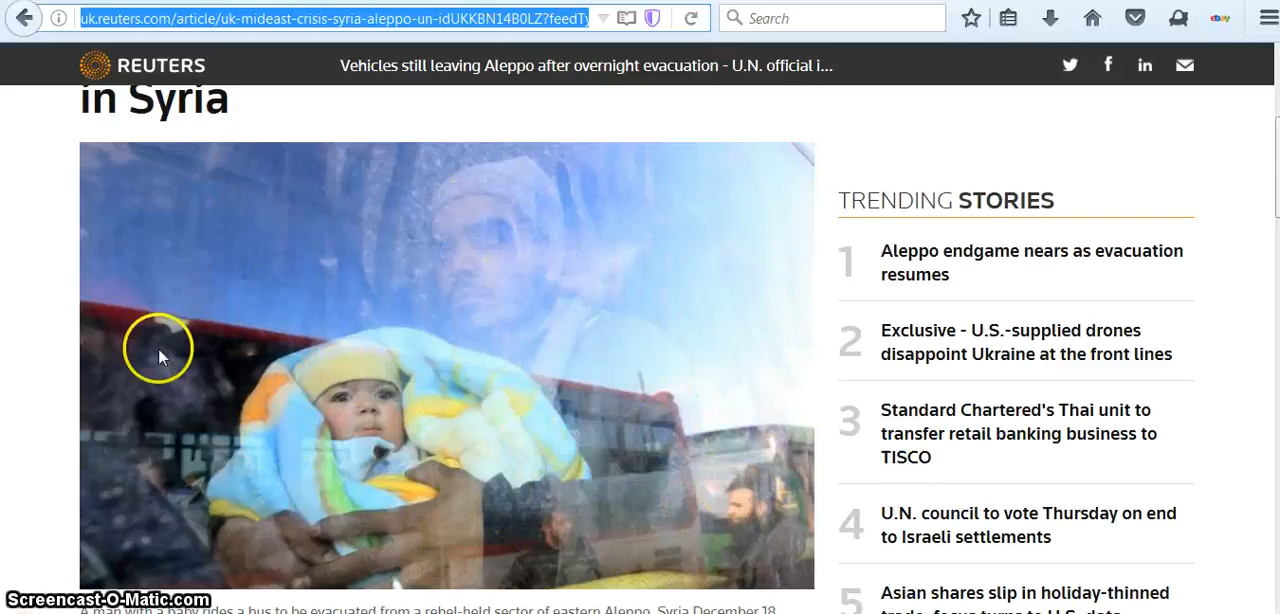 uk.reuters.com/article/uk-mideast-crisis-syria-aleppo-un-idUKKBN14B0LZ?feedTy
Search
ebay
REUTERS
Vehicles still leaving Aleppo after overnight evacuation - U.N. official i...
in Syria
TRENDING STORIES
1
Aleppo endgame nears as evacuation
resumes
2
Exclusive - U.S.-supplied drones
disappoint Ukraine at the front lines
3
Standard Chartered's Thai unit to
transfer retail banking business to
TISCO
4
U.N. council to vote Thursday on end
to Israeli settlements
5
Asian shares slip in holiday-thinned
trade, focus turns to U.S. data
A man with a baby rides a bus to be evacuated from a rebel-held sector of eastern Aleppo, Syria December 18,
Screencast-O-Matic.com